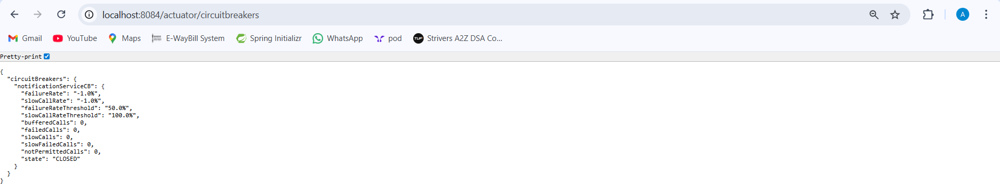 localhost:8084/actuator/circuitbreakers
A
Gmail YouTube Maps E-WayBill System Spring Initializr WhatsApp pod TUF Strivers A2Z DSA Co...
Pretty-print
{
  "circuitBreakers": {
    "notificationServiceCB": {
      "failureRate": "-1.0%",
      "slowCallRate": "-1.0%",
      "failureRateThreshold": "50.0%",
      "slowCallRateThreshold": "100.0%",
      "bufferedCalls": 0,
      "failedCalls": 0,
      "slowCalls": 0,
      "slowFailedCalls": 0,
      "notPermittedCalls": 0,
      "state": "CLOSED"
    }
  }
}